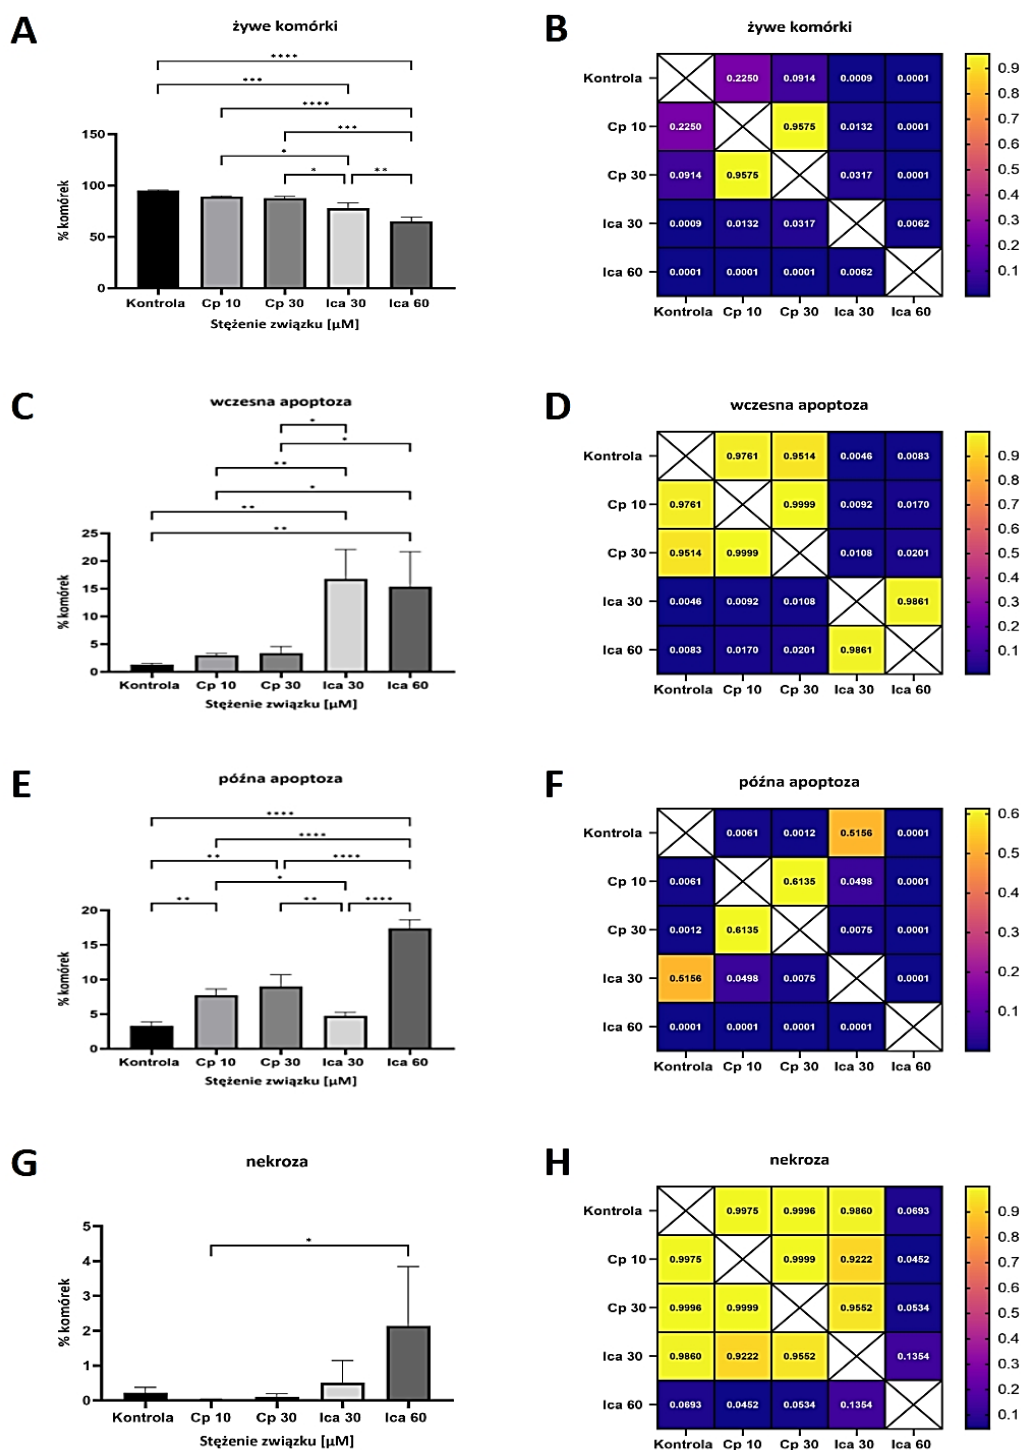 A
żywe komórki
****
***
****
***
*
*
**
150
100
50
0
% komórek
Kontrola Cp 10 Cp 30 Ica 30 Ica 60
Stężenie związku [µM]
B
żywe komórki
Kontrola 0.2250 0.0914 0.0009 0.0001
Cp 10 0.2250 0.9575 0.0132 0.0001
Cp 30 0.0914 0.9575 0.0317 0.0001
Ica 30 0.0009 0.0132 0.0317 0.0062
Ica 60 0.0001 0.0001 0.0001 0.0062
Kontrola Cp 10 Cp 30 Ica 30 Ica 60
0.9
0.8
0.7
0.6
0.5
0.4
0.3
0.2
0.1
C
wczesna apoptoza
*
*
**
*
**
**
25
20
15
10
5
0
% komórek
Kontrola Cp 10 Cp 30 Ica 30 Ica 60
Stężenie związku [µM]
D
wczesna apoptoza
Kontrola 0.9761 0.9514 0.0046 0.0083
Cp 10 0.9761 0.9999 0.0092 0.0170
Cp 30 0.9514 0.9999 0.0108 0.0201
Ica 30 0.0046 0.0092 0.0108 0.9861
Ica 60 0.0083 0.0170 0.0201 0.9861
Kontrola Cp 10 Cp 30 Ica 30 Ica 60
0.9
0.8
0.7
0.6
0.5
0.4
0.3
0.2
0.1
E
późna apoptoza
****
****
** ****
*
** ** ****
20
15
10
5
0
% komórek
Kontrola Cp 10 Cp 30 Ica 30 Ica 60
Stężenie związku [µM]
F
późna apoptoza
Kontrola 0.0061 0.0012 0.5156 0.0001
Cp 10 0.0061 0.6135 0.0498 0.0001
Cp 30 0.0012 0.6135 0.0075 0.0001
Ica 30 0.5156 0.0498 0.0075 0.0001
Ica 60 0.0001 0.0001 0.0001 0.0001
Kontrola Cp 10 Cp 30 Ica 30 Ica 60
0.6
0.5
0.4
0.3
0.2
0.1
G
nekroza
*
5
4
3
2
1
0
% komórek
Kontrola Cp 10 Cp 30 Ica 30 Ica 60
Stężenie związku [µM]
H
nekroza
Kontrola 0.9975 0.9996 0.9860 0.0693
Cp 10 0.9975 0.9999 0.9222 0.0452
Cp 30 0.9996 0.9999 0.9552 0.0534
Ica 30 0.9860 0.9222 0.9552 0.1354
Ica 60 0.0693 0.0452 0.0534 0.1354
Kontrola Cp 10 Cp 30 Ica 30 Ica 60
0.9
0.8
0.7
0.6
0.5
0.4
0.3
0.2
0.1